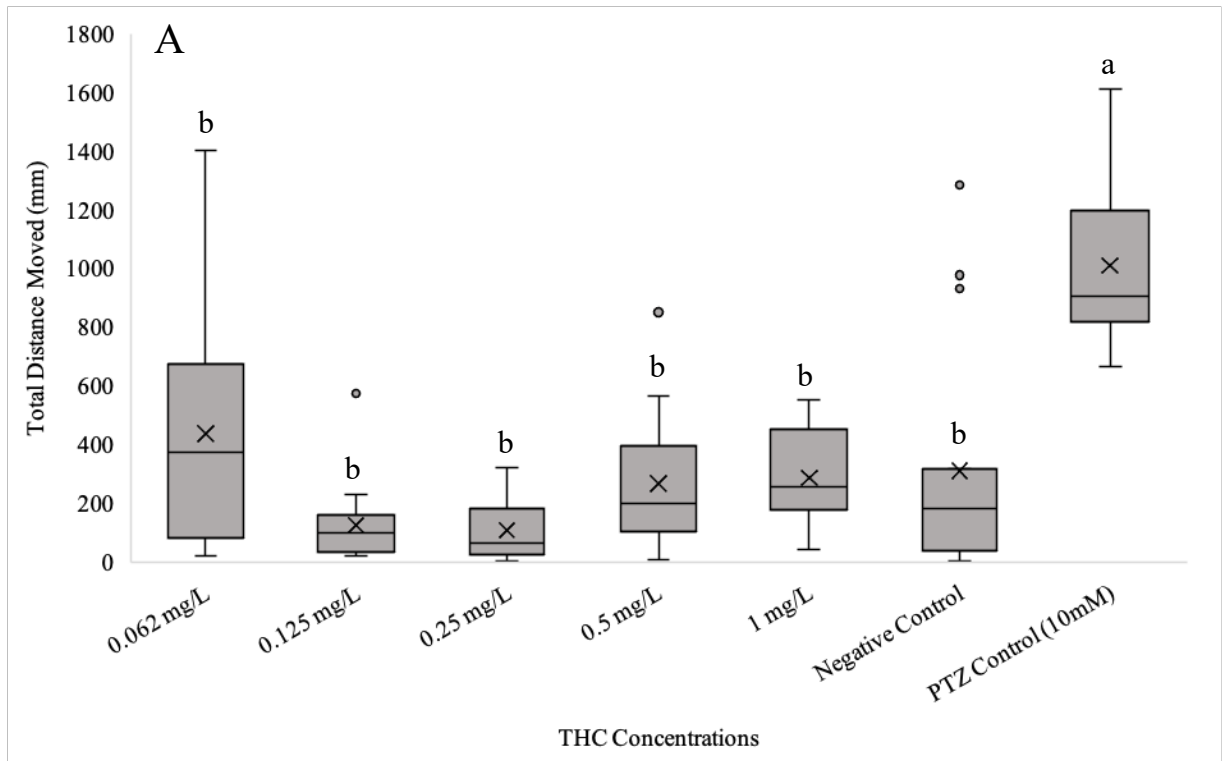 A
1800
1600
1400
1200
1000
800
600
400
200
0
Total Distance Moved (mm)
b
b
b
b
b
b
a
0.062 mg/L
0.125 mg/L
0.25 mg/L
0.5 mg/L
1 mg/L
Negative Control
PTZ Control (10mM)
THC Concentrations